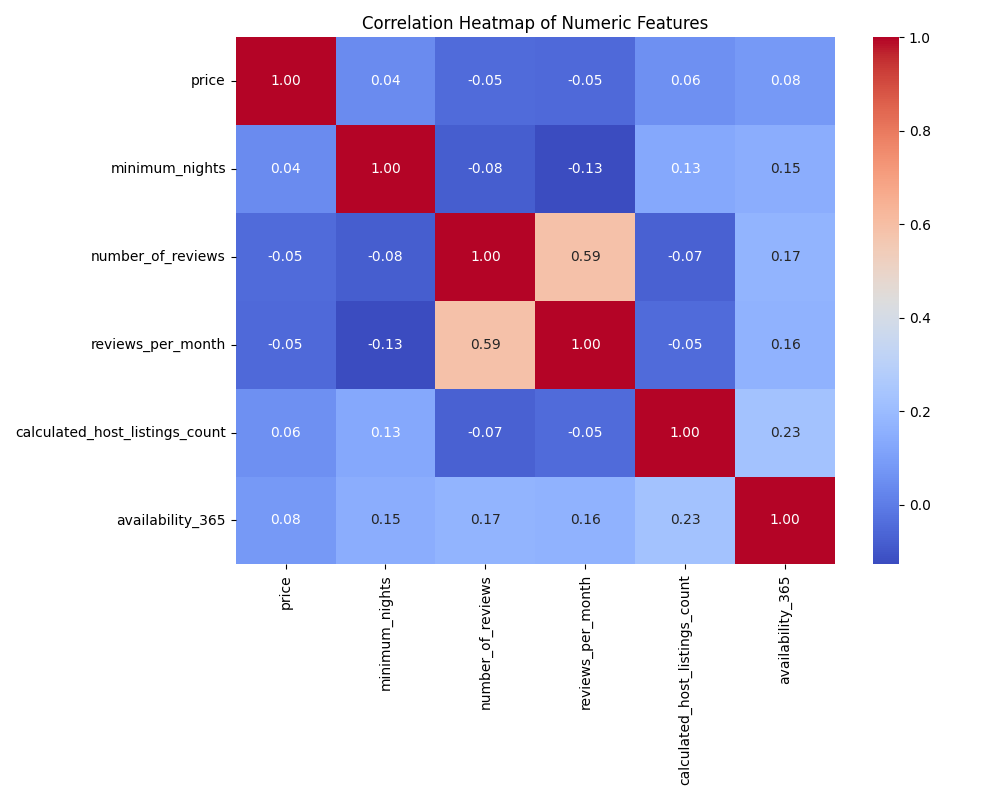 Correlation Heatmap of Numeric Features
price 1.00 0.04 -0.05 -0.05 0.06 0.08
minimum_nights 0.04 1.00 -0.08 -0.13 0.13 0.15
number_of_reviews -0.05 -0.08 1.00 0.59 -0.07 0.17
reviews_per_month -0.05 -0.13 0.59 1.00 -0.05 0.16
calculated_host_listings_count 0.06 0.13 -0.07 -0.05 1.00 0.23
availability_365 0.08 0.15 0.17 0.16 0.23 1.00
price
minimum_nights
number_of_reviews
reviews_per_month
calculated_host_listings_count
availability_365
1.0
0.8
0.6
0.4
0.2
0.0